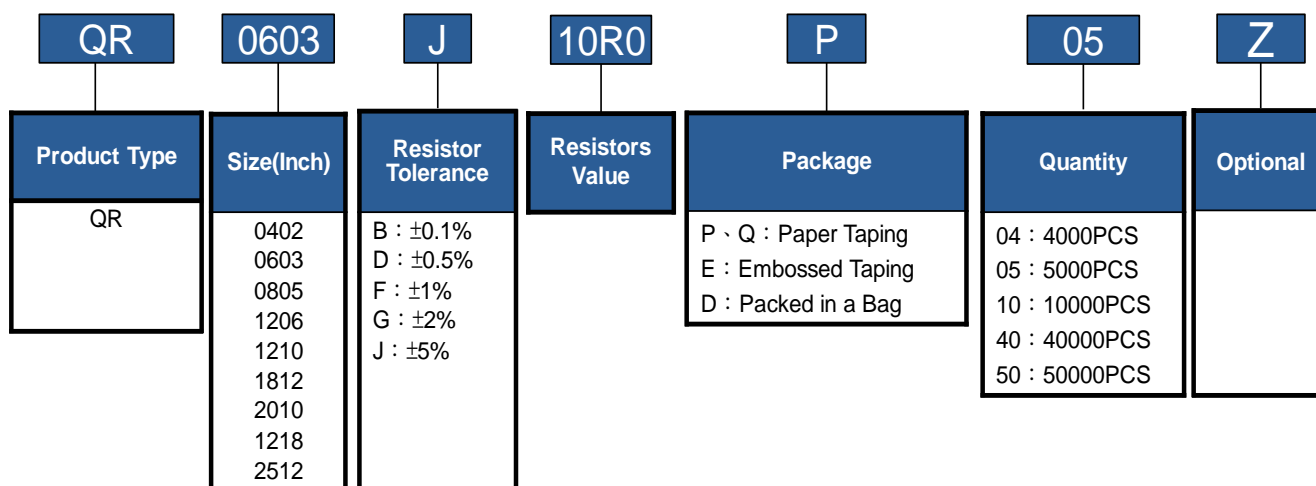 QR
0603
J
10R0
P
05
Z
Product Type
QR
Size(Inch)
0402
0603
0805
1206
1210
1812
2010
1218
2512
Resistor
Tolerance
B：±0.1%
D：±0.5%
F：±1%
G：±2%
J：±5%
Resistors
Value
Package
P、Q：Paper Taping
E：Embossed Taping
D：Packed in a Bag
Quantity
04：4000PCS
05：5000PCS
10：10000PCS
40：40000PCS
50：50000PCS
Optional